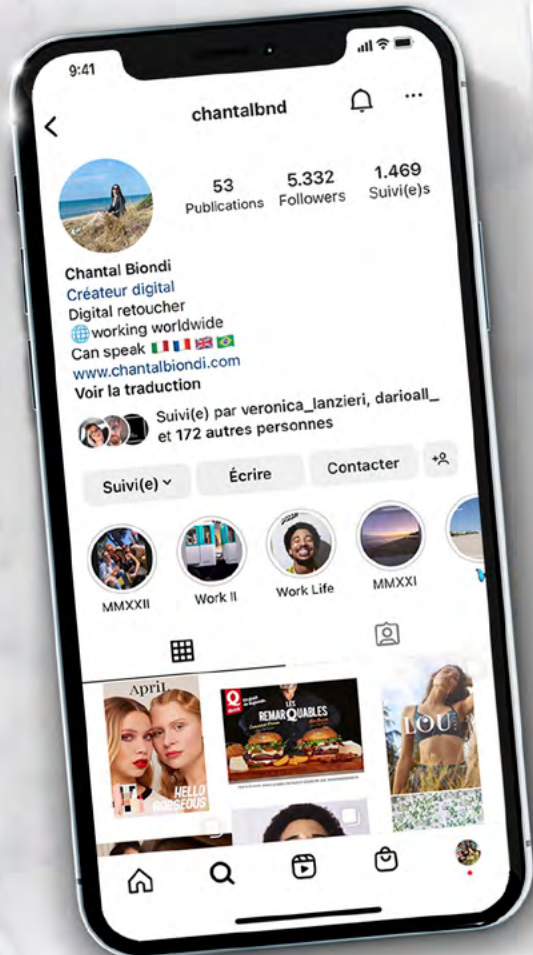 9:41
chantalbnd
53 5.332 1.469
Publications Followers Suivi(e)s
Chantal Biondi
Créateur digital
Digital retoucher
🌐working worldwide
Can speak 🇮🇹🇫🇷🇬🇧🇧🇷
www.chantalbiondi.com
Voir la traduction
Suivi(e) par veronica_lanzieri, darioall_
et 172 autres personnes
Suivi(e) Écrire Contacter
MMXXII Work II Work Life MMXXI
ApriL
HELLO
GORGEOUS
Q
LES
REMARQUABLES
LOU